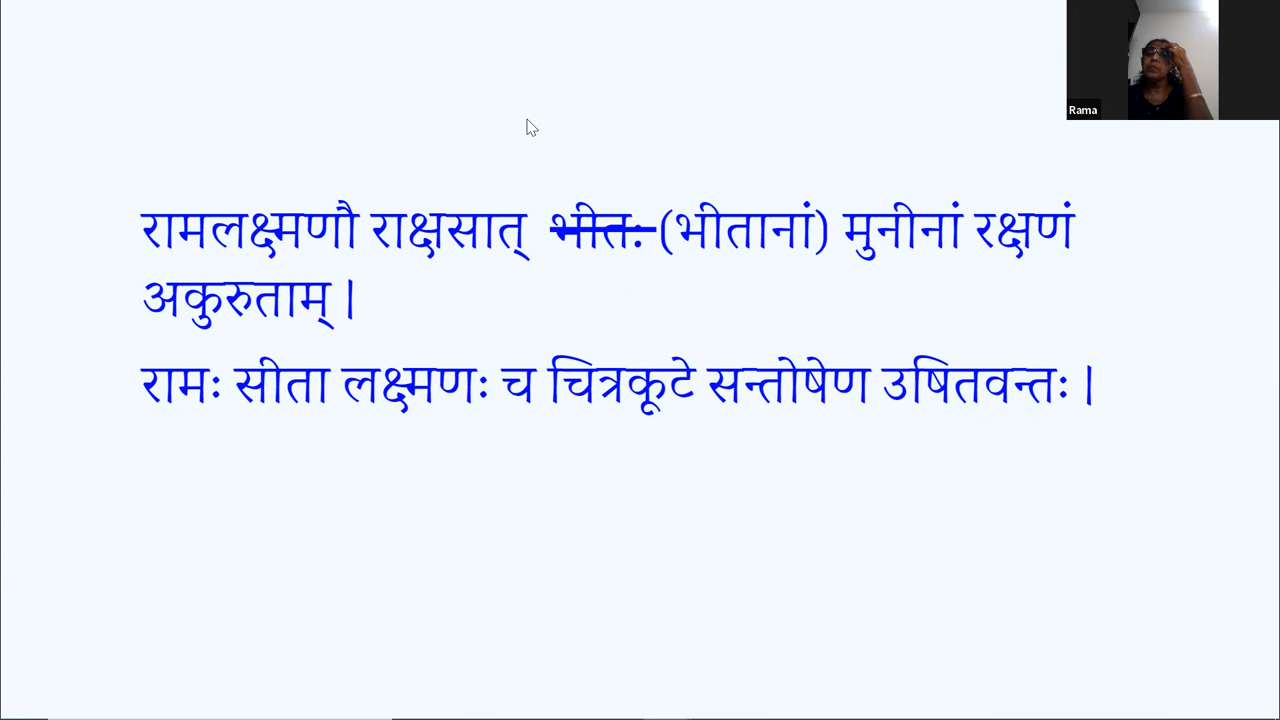 Rama
रामलक्ष्मणौ राक्षसात् भीतः (भीतानां) मुनीनां रक्षणं
अकुरुताम् |
रामः सीता लक्ष्मणः च चित्रकूटे सन्तोषेण उषितवन्तः |